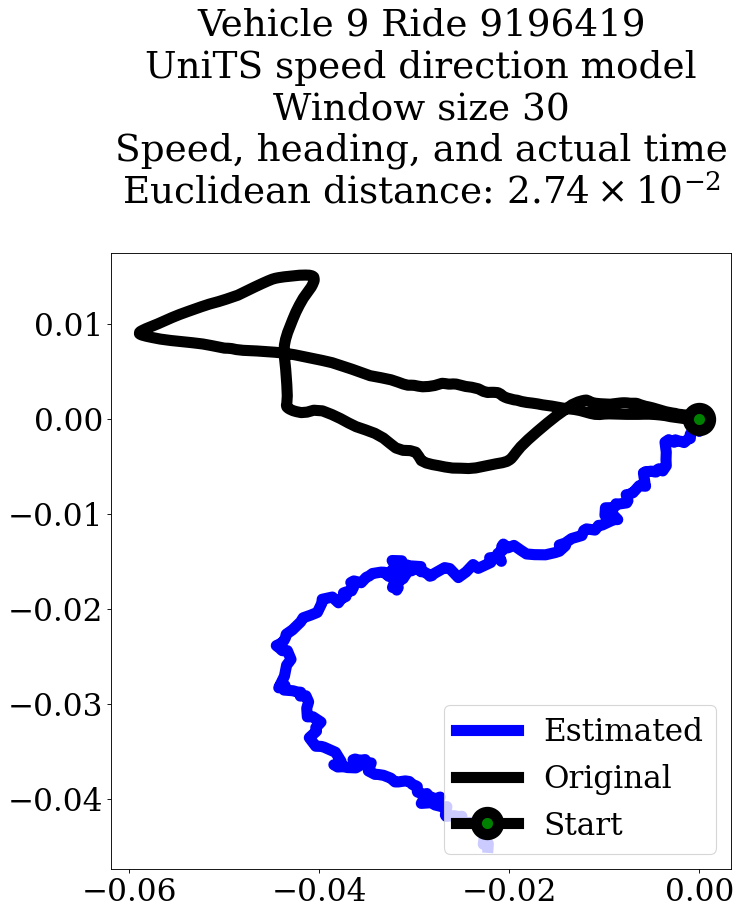 Vehicle 9 Ride 9196419
UniTS speed direction model
Window size 30
Speed, heading, and actual time
Euclidean distance: 2.74 × 10⁻²
0.01
0.00
−0.01
−0.02
−0.03
−0.04
Estimated
Original
Start
−0.06
−0.04
−0.02
0.00